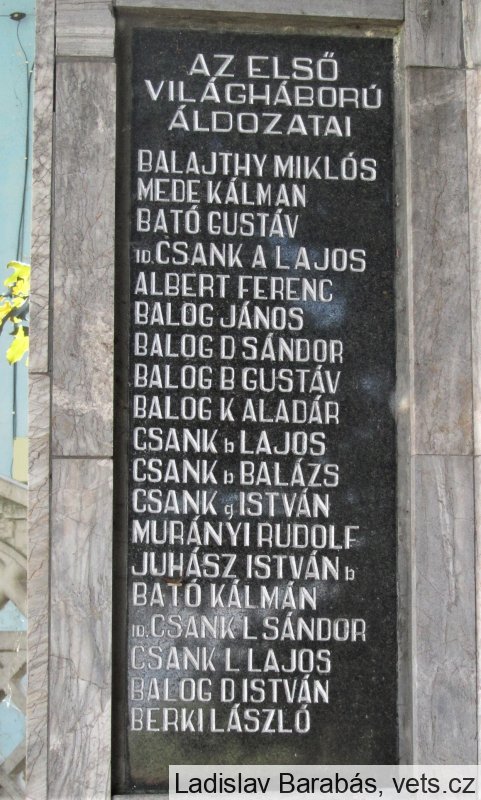 AZ ELSŐ
VILÁGHÁBORÚ
ÁLDOZATAI
BALAJTHY MIKLÓS
MEDE KÁLMAN
BATÓ GUSTÁV
ID. CSANK A LAJOS
ALBERT FERENC
BALOG JÁNOS
BALOG D SÁNDOR
BALOG B GUSTÁV
BALOG K ALADÁR
CSANK b LAJOS
CSANK b BALÁZS
CSANK g ISTVÁN
MURÁNYI RUDOLF
JUHÁSZ ISTVÁN b
BATÓ KÁLMÁN
ID. CSANK L SÁNDOR
CSANK L LAJOS
BALOG D ISTVÁN
BERKI LÁSZLÓ
Ladislav Barabás, vets.cz